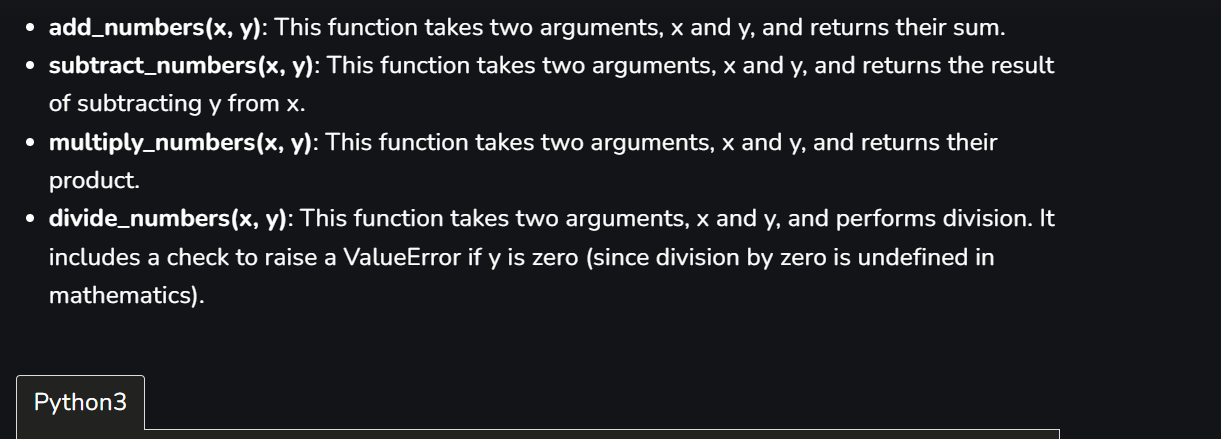 • add_numbers(x, y): This function takes two arguments, x and y, and returns their sum.
• subtract_numbers(x, y): This function takes two arguments, x and y, and returns the result
of subtracting y from x.
• multiply_numbers(x, y): This function takes two arguments, x and y, and returns their
product.
• divide_numbers(x, y): This function takes two arguments, x and y, and performs division. It
includes a check to raise a ValueError if y is zero (since division by zero is undefined in
mathematics).
Python3